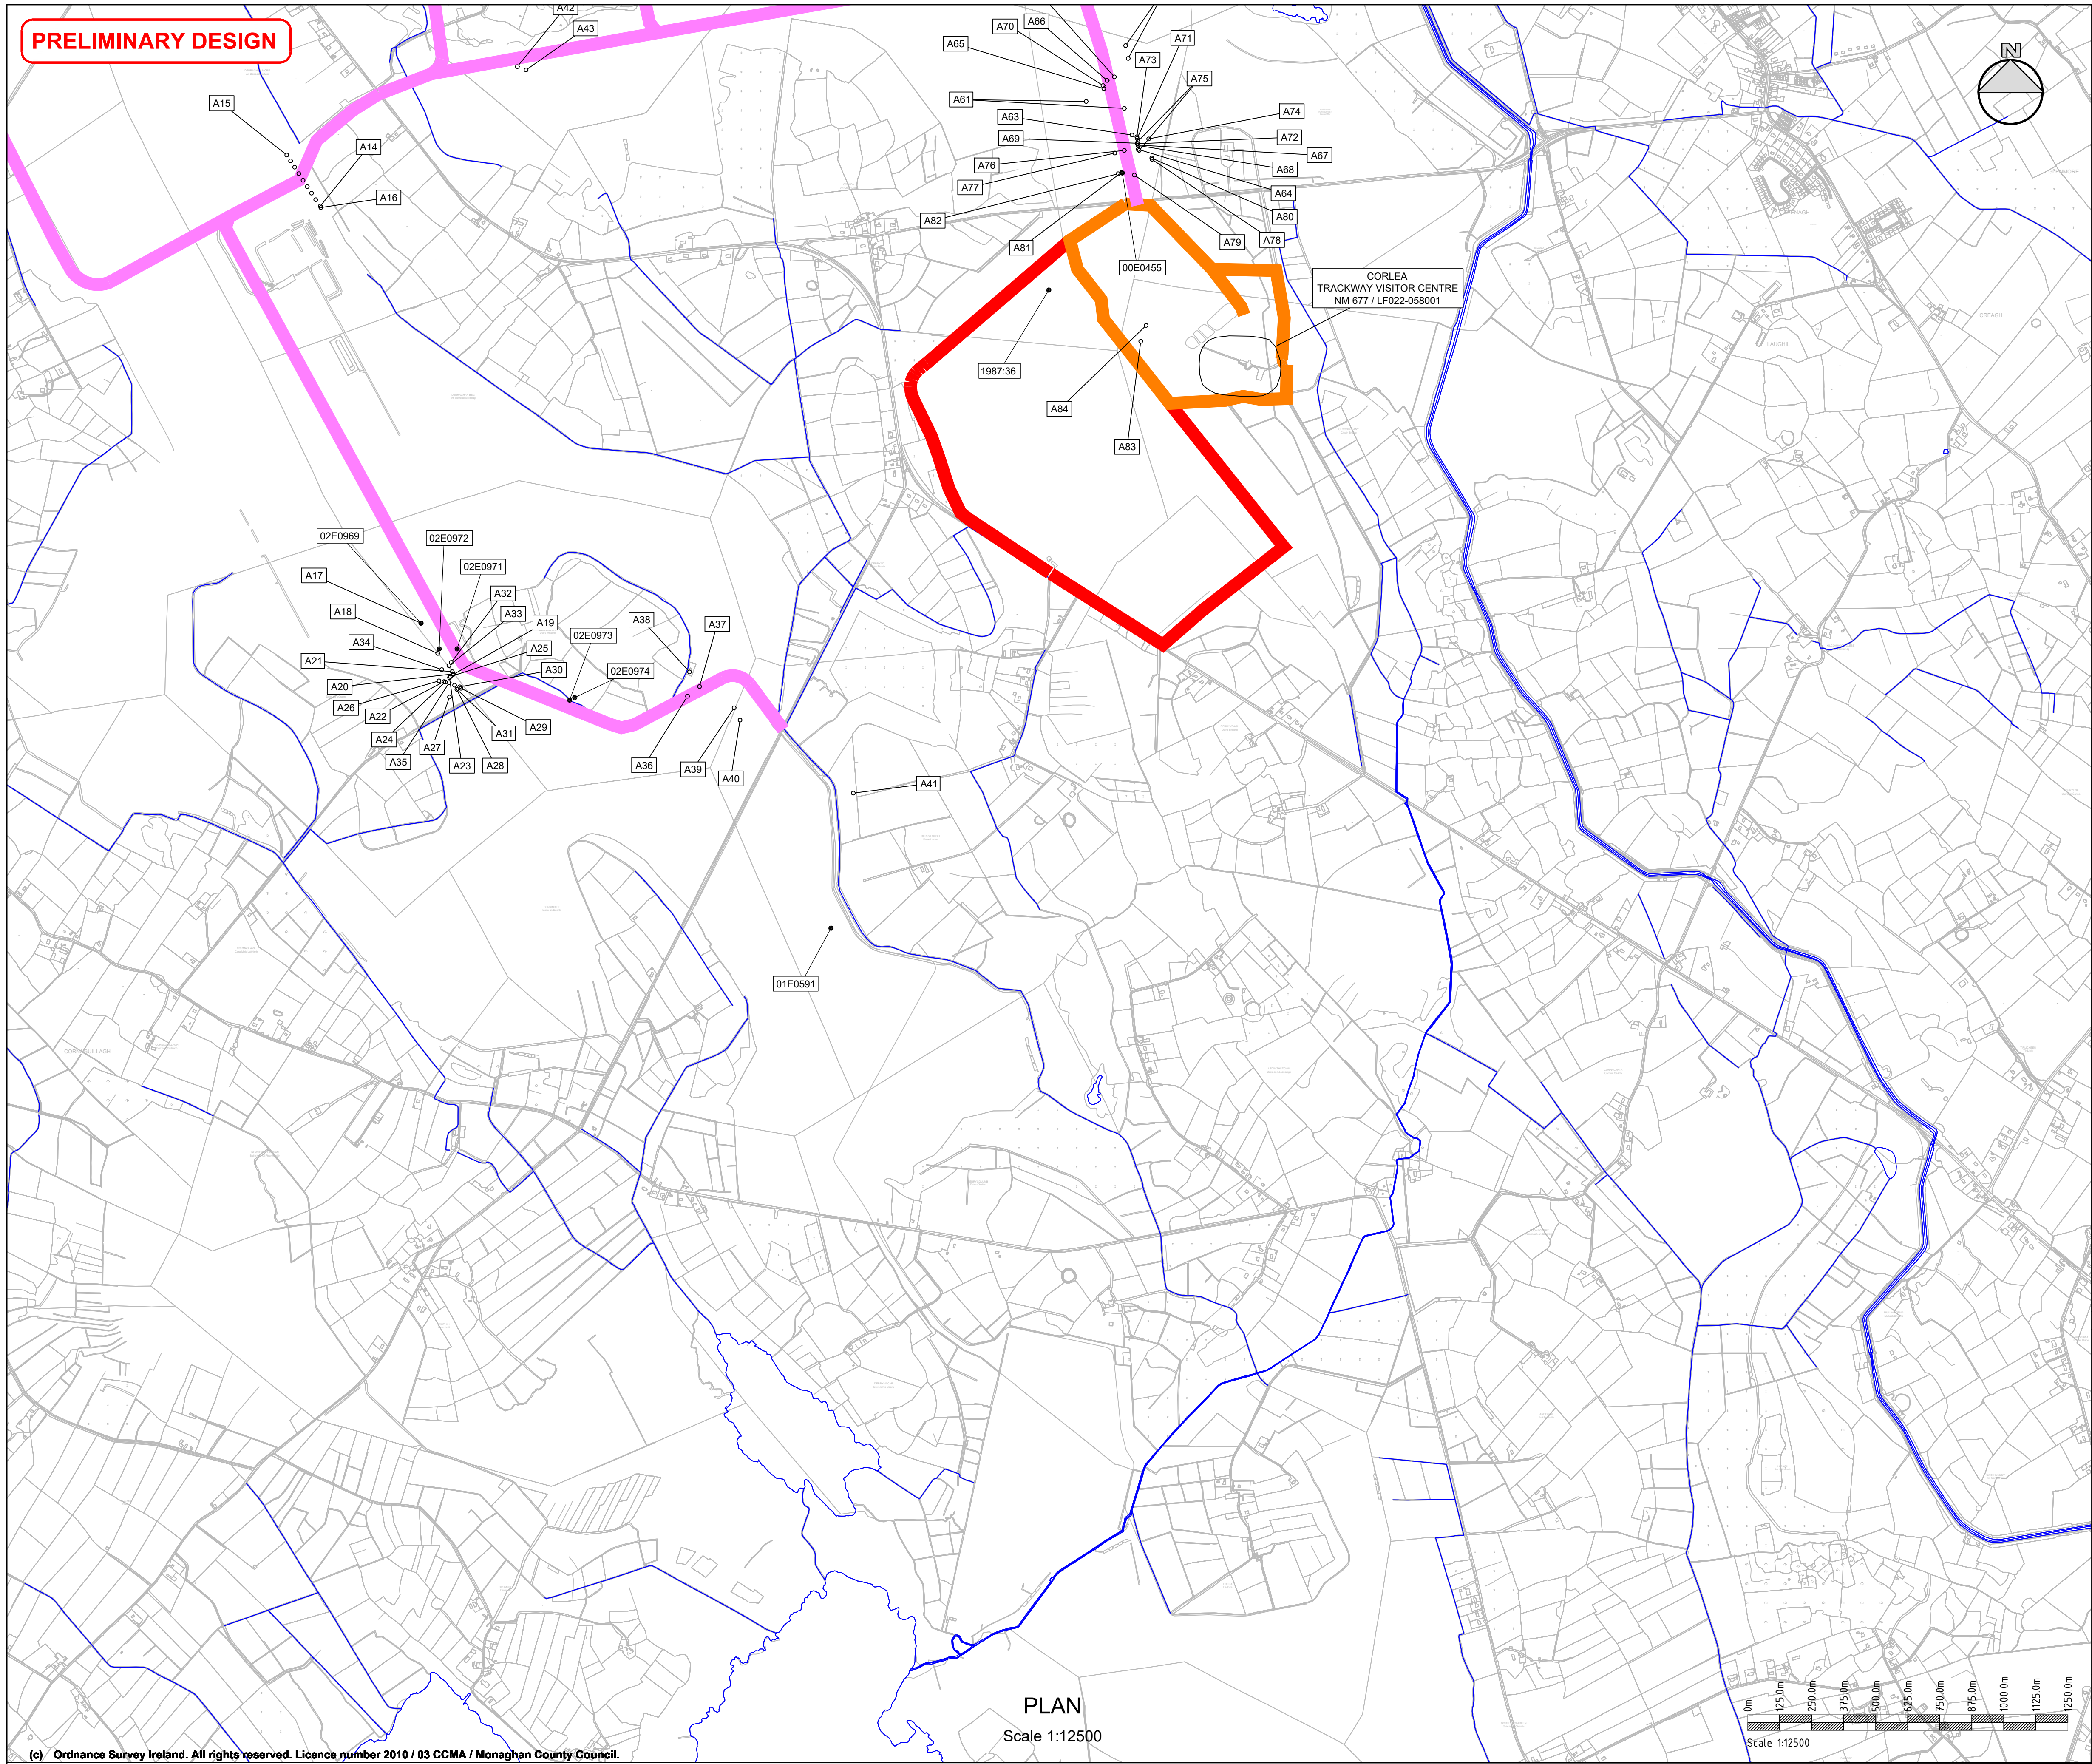 PRELIMINARY DESIGN
A42
A43
A70
A66
A65
A71
A73
A75
N
A15
A61
A63
A74
A69
A72
A14
A76
A67
A68
A77
A16
A64
A82
A80
A81
A79
A78
00E0455
CORLEA
TRACKWAY VISITOR CENTRE
NM 677 / LF022-058001
1987:36
A84
A83
LAUGHIL
CREAGH
02E0969
02E0972
02E0971
A17
A32
A18
A33
A19
A38
A37
A34
02E0973
A25
A21
A30
02E0974
A20
A26
A22
A29
A31
A24
A27
A35
A23
A28
A36
A39
A40
A41
01E0591
PLAN
Scale 1:12500
0m
125.0m
250.0m
375.0m
500.0m
625.0m
750.0m
875.0m
1000.0m
1125.0m
1250.0m
Scale 1:12500
(c) Ordnance Survey Ireland. All rights reserved. Licence number 2010 / 03 CCMA / Monaghan County Council.